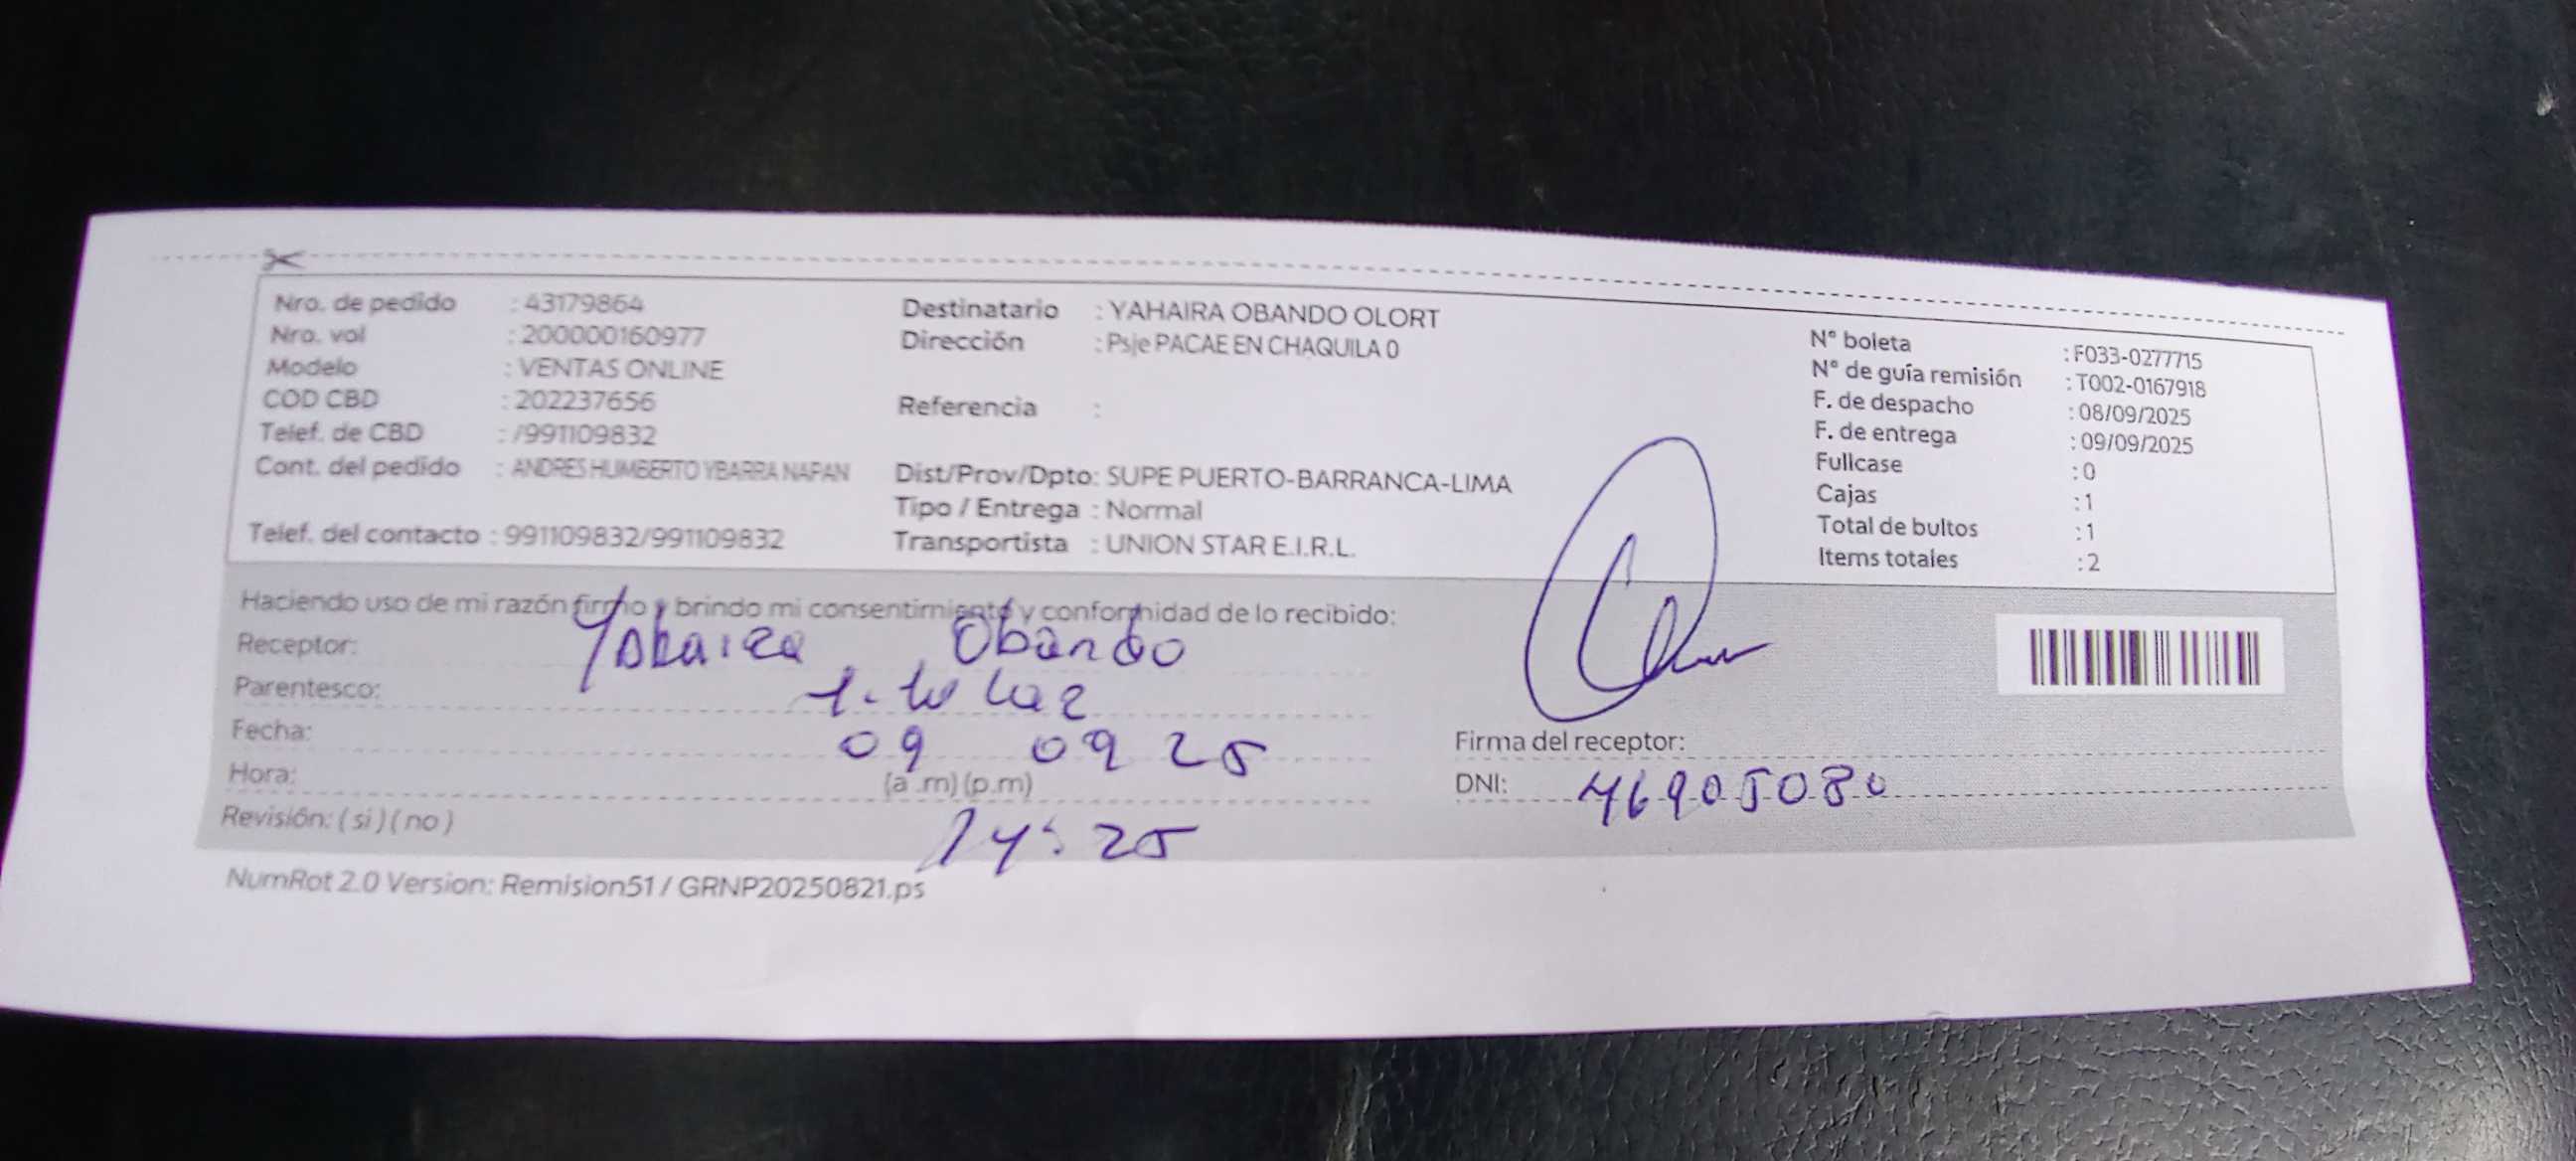 Nro. de pedido : 43179864
Nro. vol : 200000160977
Modelo : VENTAS ONLINE
COD CBD : 202237656
Telef. de CBD : /991109832
Cont. del pedido : ANDRES HUMBERTO YBARRA NAPAN
Telef. del contacto : 991109832/991109832
Destinatario : YAHAIRA OBANDO OLORT
Dirección : Psje PACAE EN CHAQUILA 0
Referencia :
Dist/Prov/Dpto: SUPE PUERTO-BARRANCA-LIMA
Tipo / Entrega : Normal
Transportista : UNION STAR E.I.R.L.
N° boleta : F033-0277715
N° de guía remisión : T002-0167918
F. de despacho : 08/09/2025
F. de entrega : 09/09/2025
Fullcase : 0
Cajas : 1
Total de bultos : 1
Items totales : 2
Haciendo uso de mi razón firmo y brindo mi consentimiento y conformidad de lo recibido:
Receptor: Yahaira Obando
Parentesco: titular
Fecha: 09 09 25
Hora: (a .m) (p.m)
14:25
Revisión: ( si ) ( no )
Firma del receptor:
DNI: 46905080
NumRot 2.0 Version: Remision51 / GRNP20250821.ps